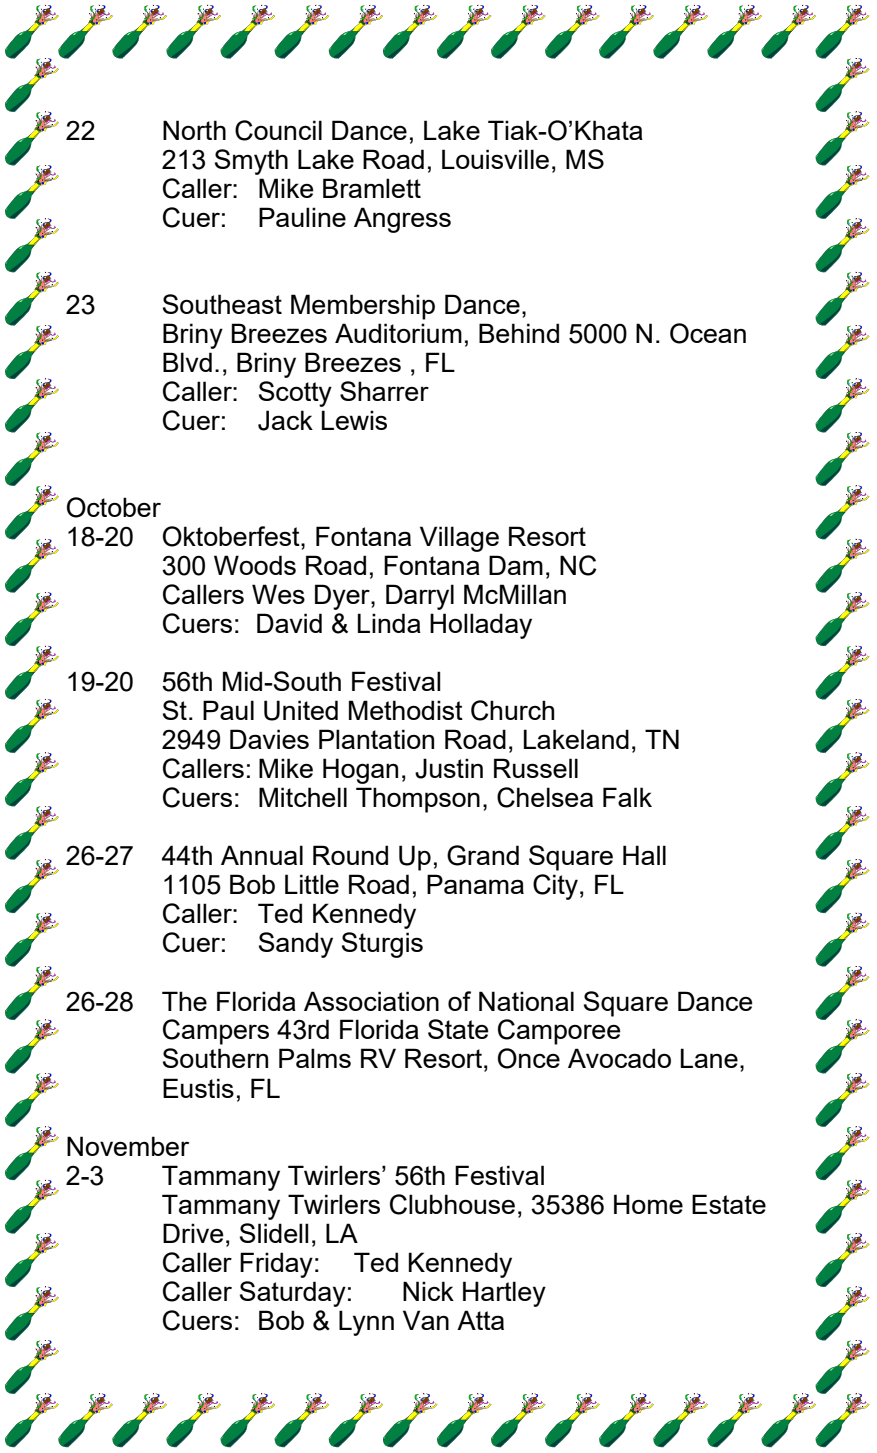 22 North Council Dance, Lake Tiak-O’Khata
213 Smyth Lake Road, Louisville, MS
Caller: Mike Bramlett
Cuer: Pauline Angress
23 Southeast Membership Dance,
Briny Breezes Auditorium, Behind 5000 N. Ocean
Blvd., Briny Breezes , FL
Caller: Scotty Sharrer
Cuer: Jack Lewis
October
18-20 Oktoberfest, Fontana Village Resort
300 Woods Road, Fontana Dam, NC
Callers Wes Dyer, Darryl McMillan
Cuers: David & Linda Holladay
19-20 56th Mid-South Festival
St. Paul United Methodist Church
2949 Davies Plantation Road, Lakeland, TN
Callers: Mike Hogan, Justin Russell
Cuers: Mitchell Thompson, Chelsea Falk
26-27 44th Annual Round Up, Grand Square Hall
1105 Bob Little Road, Panama City, FL
Caller: Ted Kennedy
Cuer: Sandy Sturgis
26-28 The Florida Association of National Square Dance
Campers 43rd Florida State Camporee
Southern Palms RV Resort, Once Avocado Lane,
Eustis, FL
November
2-3 Tammany Twirlers’ 56th Festival
Tammany Twirlers Clubhouse, 35386 Home Estate
Drive, Slidell, LA
Caller Friday: Ted Kennedy
Caller Saturday: Nick Hartley
Cuers: Bob & Lynn Van Atta